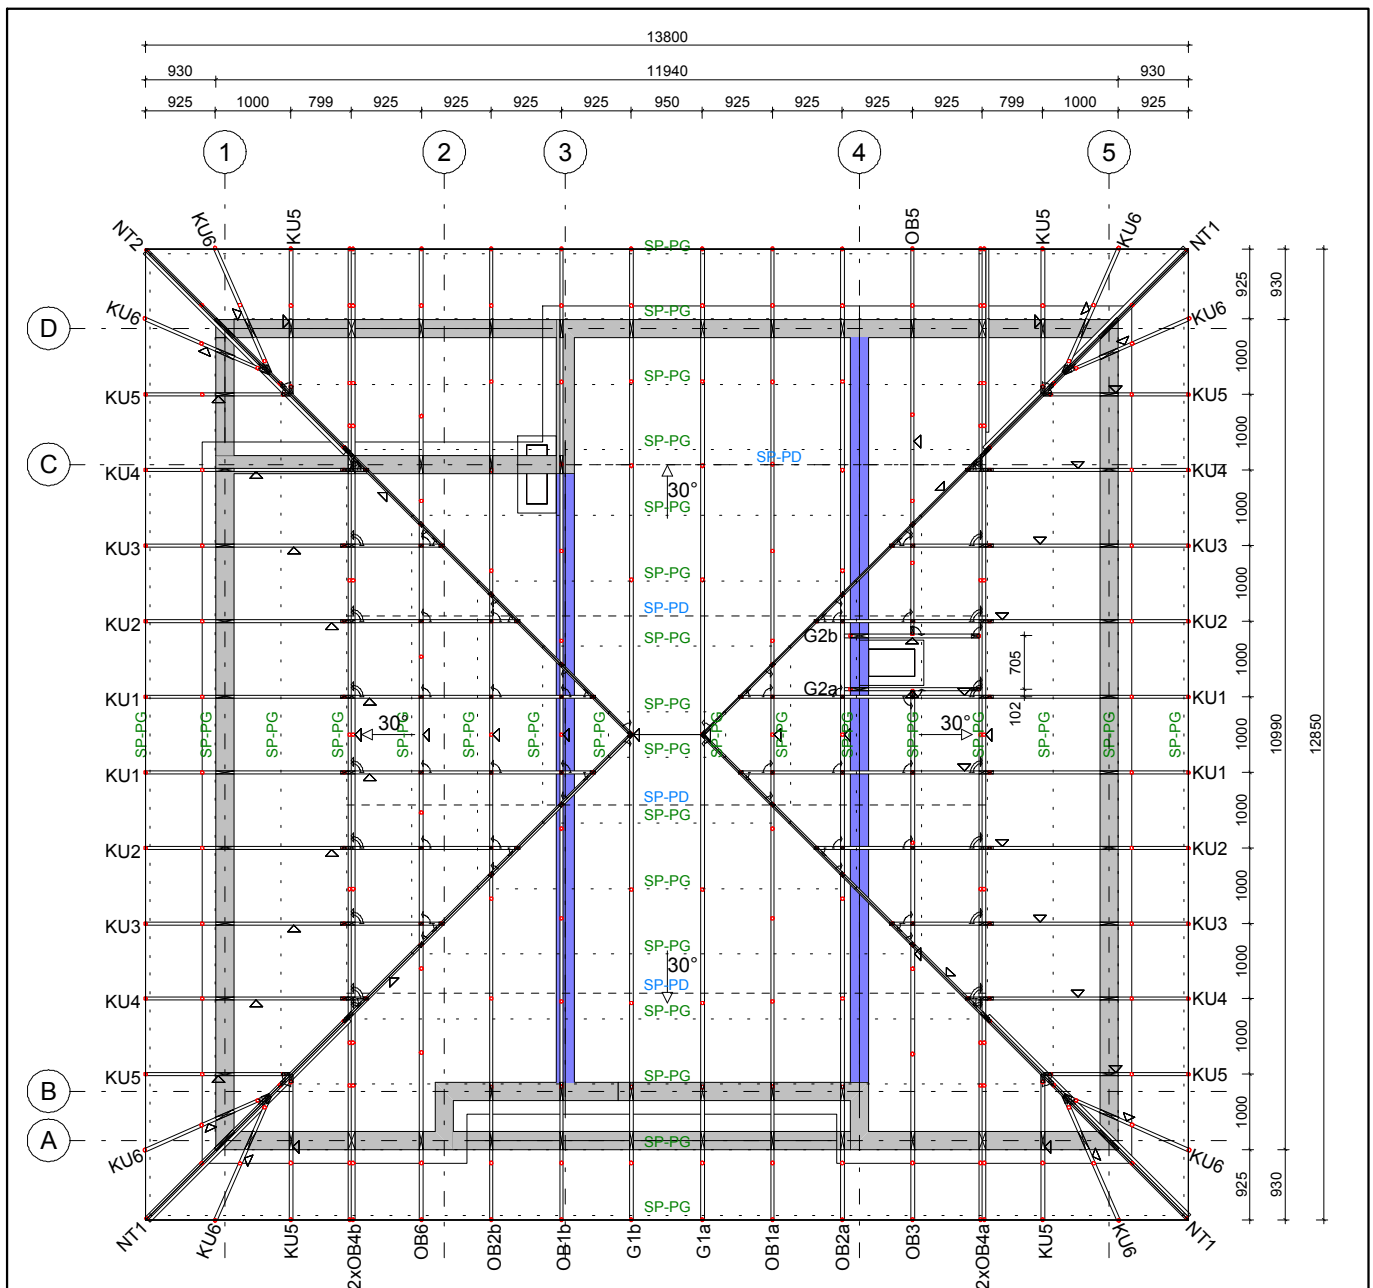 13800
930 11940 930
925 1000 799 925 925 925 925 950 925 925 925 925 799 1000 925
1 2 3 4 5
NT2 KU6 KU5 OB5 KU5 KU6 NT1
SP-PG
925 930
KU6 SP-PG KU6
D
SP-PG 1000
KU5 KU5
SP-PG 1000
C SP-PD
KU4 30° KU4
SP-PG 1000
KU3 KU3
SP-PG 1000
SP-PD
KU2 KU2
G2b
SP-PG 705 1000
G2a
KU1 SP-PG KU1
102
SP-PG SP-PG SP-PG SP-PG SP-PG SP-PG SP-PG SP-PG SP-PG SP-PG SP-PG SP-PG SP-PG SP-PG SP-PG SP-PG
30° 30° 1000 10990 12850
SP-PG
KU1 KU1
SP-PD
SP-PG 1000
KU2 KU2
SP-PG 1000
KU3 KU3
SP-PG
30° 1000
SP-PD
KU4 KU4
SP-PG 1000
KU5 SP-PG KU5
B
1000
A SP-PG
KU6 KU6
925 930
SP-PG
NT1 KU6 KU5 2xOB4b OB6 OB2b OB1b G1b G1a OB1a OB2a OB3 2xOB4a KU5 KU6 NT1